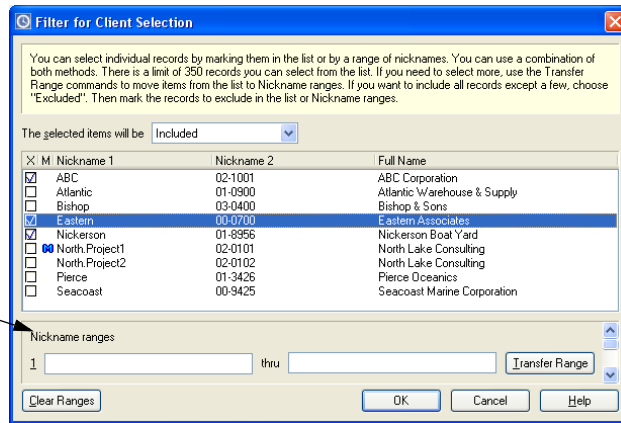 Filter for Client Selection
You can select individual records by marking them in the list or by a range of nicknames. You can use a combination of
both methods. There is a limit of 350 records you can select from the list. If you need to select more, use the Transfer
Range commands to move items from the list to Nickname ranges. If you want to include all records except a few, choose
"Excluded". Then mark the records to exclude in the list or Nickname ranges.
The selected items will be Included
X M Nickname 1 Nickname 2 Full Name
ABC 02-1001 ABC Corporation
Atlantic 01-0900 Atlantic Warehouse & Supply
Bishop 03-0400 Bishop & Sons
Eastern 00-0700 Eastern Associates
Nickerson 01-8956 Nickerson Boat Yard
North.Project1 02-0101 North Lake Consulting
North.Project2 02-0102 North Lake Consulting
Pierce 01-3426 Pierce Oceanics
Seacoast 00-9425 Seacoast Marine Corporation
Nickname ranges
1 thru Transfer Range
Clear Ranges OK Cancel Help